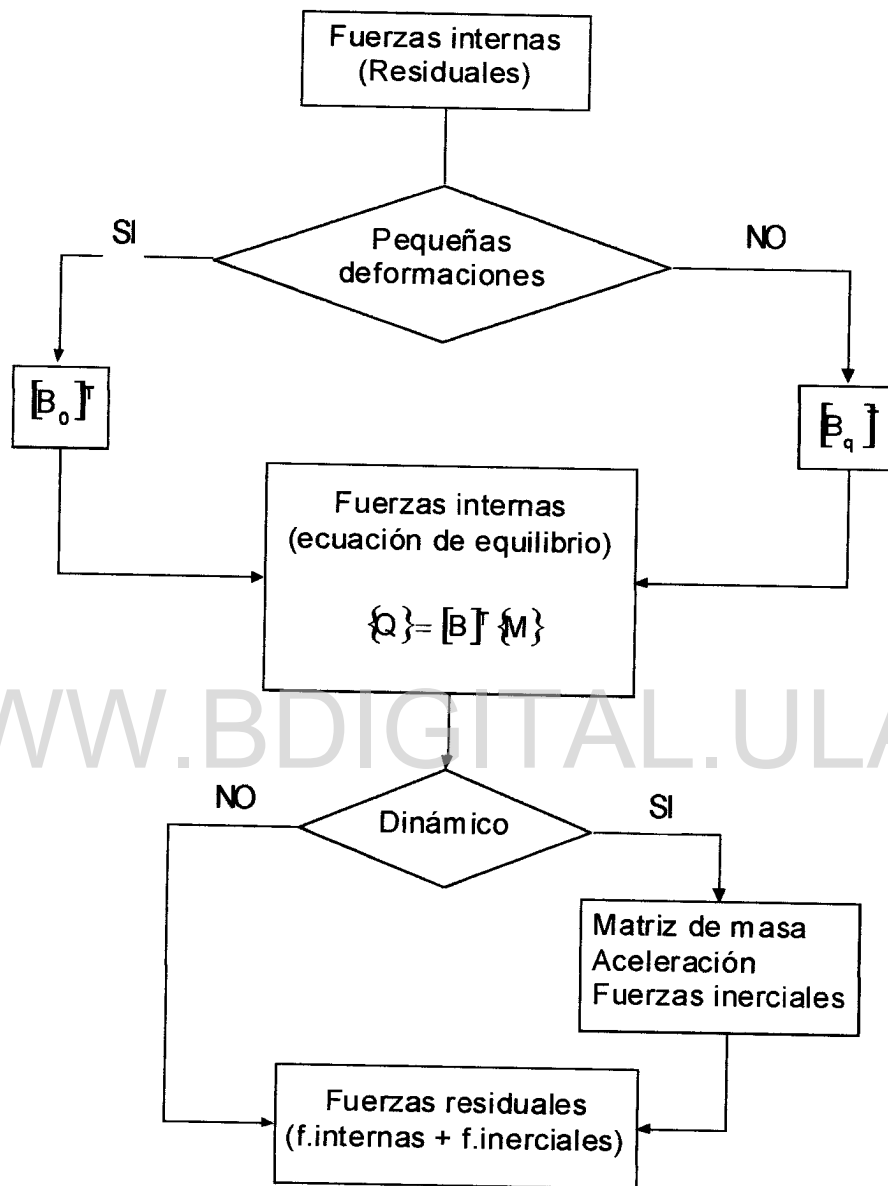 Fuerzas internas
(Residuales)
SI
Pequeñas
deformaciones
NO
[B₀]ᵀ
[B_q]ᵀ
Fuerzas internas
(ecuación de equilibrio)
{Q}=[B]ᵀ{M}
WW.BDIGITAL.ULA
NO
Dinámico
SI
Matriz de masa
Aceleración
Fuerzas inerciales
Fuerzas residuales
(f.internas + f.inerciales)